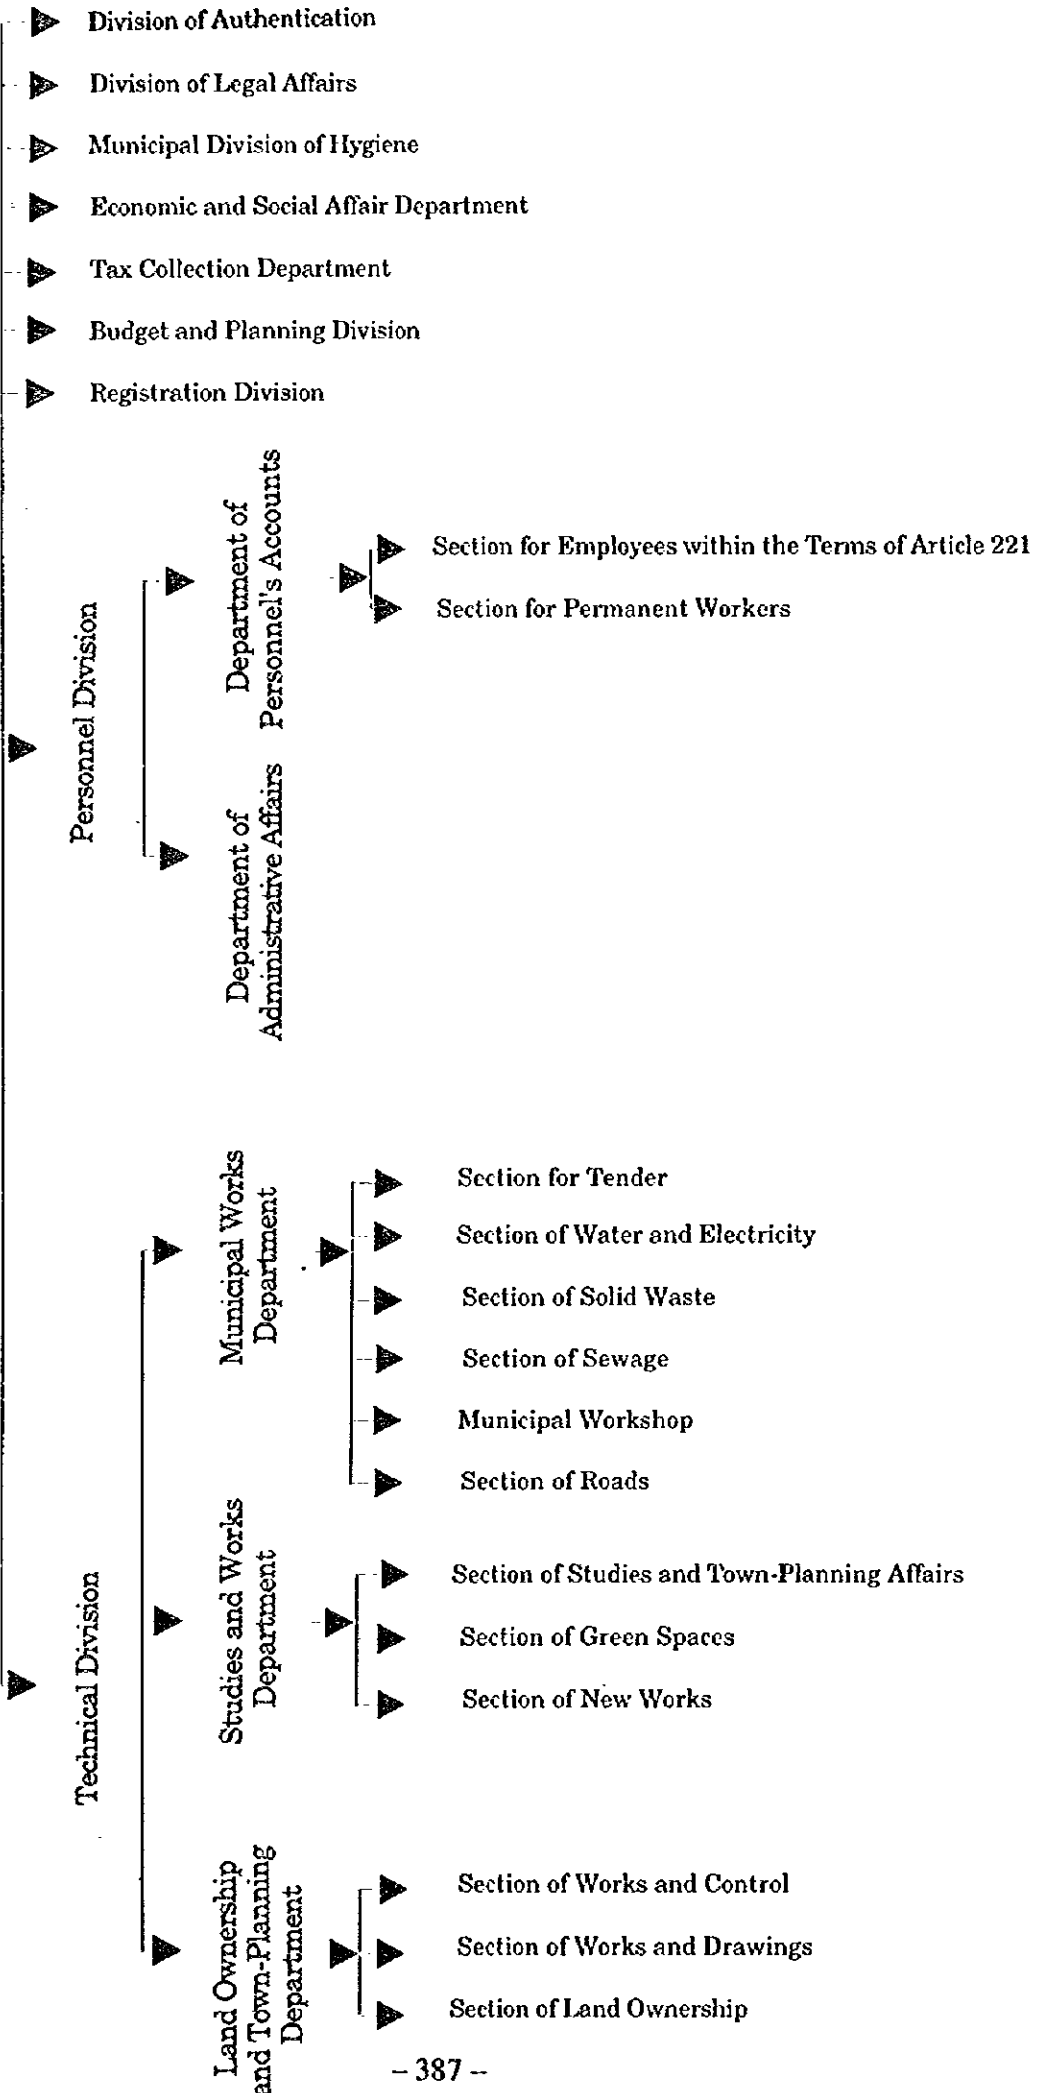 Division of Authentication
Division of Legal Affairs
Municipal Division of Hygiene
Economic and Social Affair Department
Tax Collection Department
Budget and Planning Division
Registration Division
Personnel Division
Department of
Personnel's Accounts
Section for Employees within the Terms of Article 221
Section for Permanent Workers
Department of
Administrative Affairs
Technical Division
Municipal Works
Department
Section for Tender
Section of Water and Electricity
Section of Solid Waste
Section of Sewage
Municipal Workshop
Section of Roads
Studies and Works
Department
Section of Studies and Town-Planning Affairs
Section of Green Spaces
Section of New Works
Land Ownership
and Town-Planning
Department
Section of Works and Control
Section of Works and Drawings
Section of Land Ownership
– 387 –